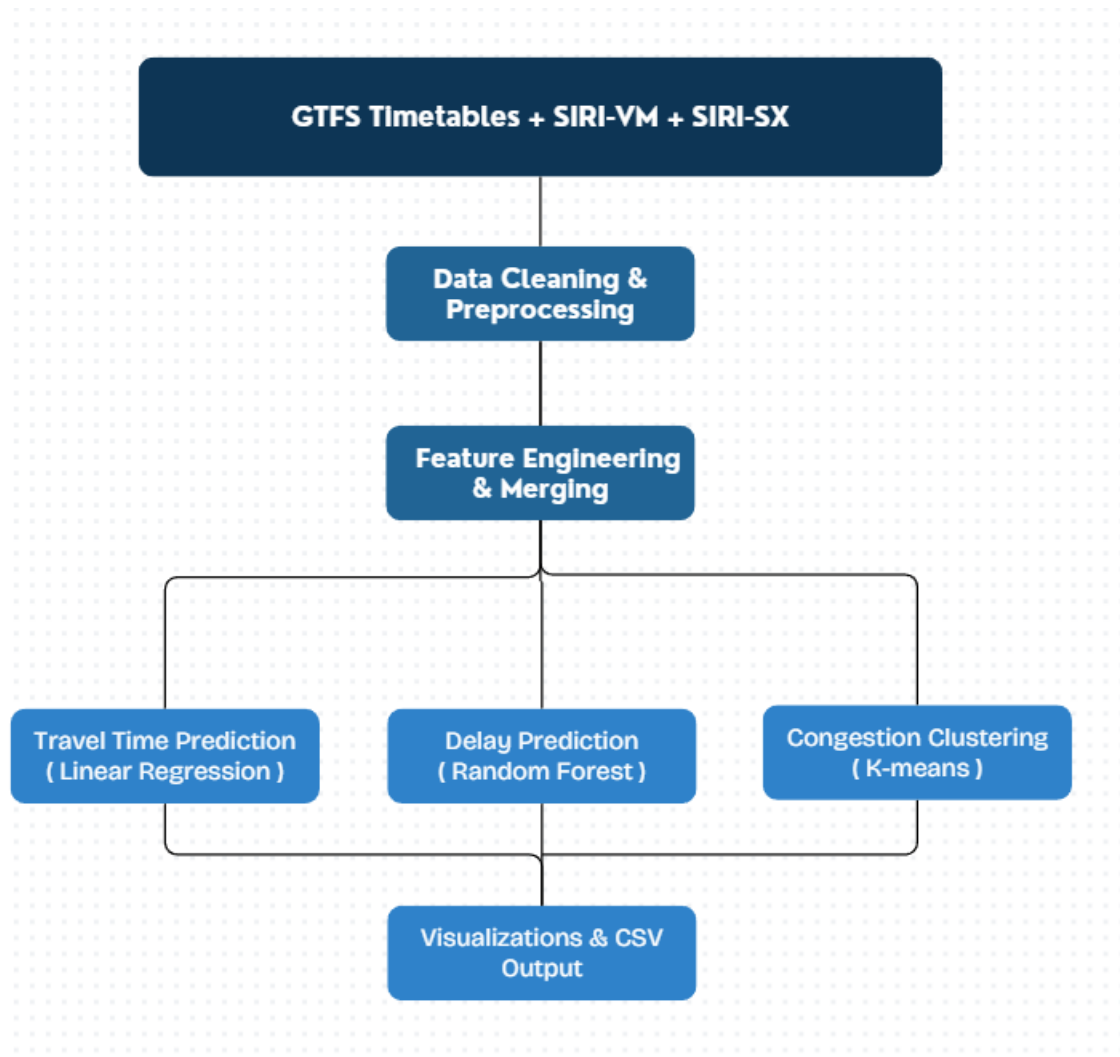 GTFS Timetables + SIRI-VM + SIRI-SX
Data Cleaning &
Preprocessing
Feature Engineering
& Merging
Travel Time Prediction
( Linear Regression )
Delay Prediction
( Random Forest )
Congestion Clustering
( K-means )
Visualizations & CSV
Output